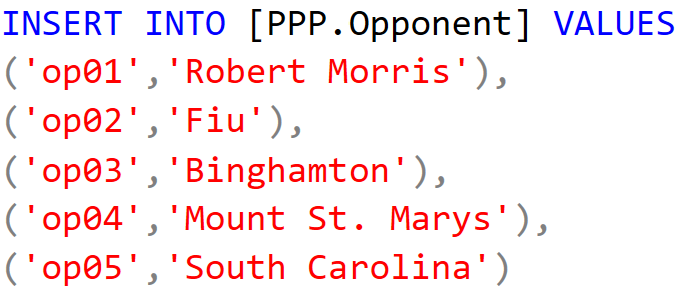 INSERT INTO [PPP.Opponent] VALUES
('op01','Robert Morris'),
('op02','Fiu'),
('op03','Binghamton'),
('op04','Mount St. Marys'),
('op05','South Carolina')